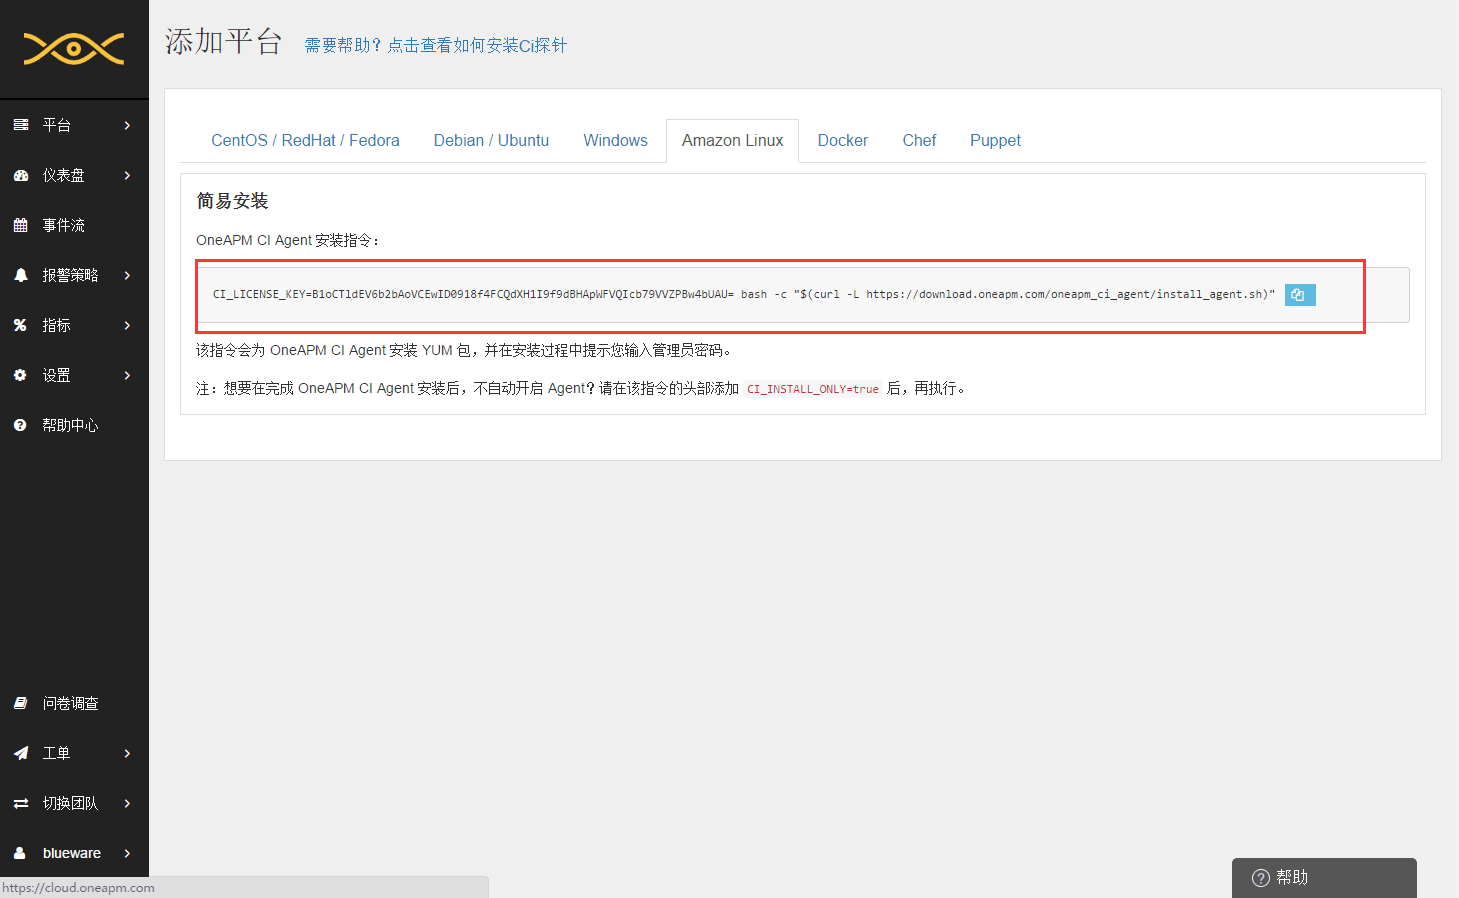 添加平台 需要帮助？点击查看如何安装Ci探针
平台
仪表盘
事件流
报警策略
指标
设置
帮助中心
问卷调查
工单
切换团队
blueware
CentOS / RedHat / Fedora Debian / Ubuntu Windows Amazon Linux Docker Chef Puppet
简易安装
OneAPM CI Agent 安装指令：
CI_LICENSE_KEY=B1oCTldEV6b2bAoVCEwID0918f4FCQdXH1I9f9dBHApWFVQIcb79VVZPBw4bUAU= bash -c "$(curl -L https://download.oneapm.com/oneapm_ci_agent/install_agent.sh)"
该指令会为 OneAPM CI Agent 安装 YUM 包，并在安装过程中提示您输入管理员密码。
注：想要在完成 OneAPM CI Agent 安装后，不自动开启 Agent？请在该指令的头部添加 CI_INSTALL_ONLY=true 后，再执行。
https://cloud.oneapm.com
帮助